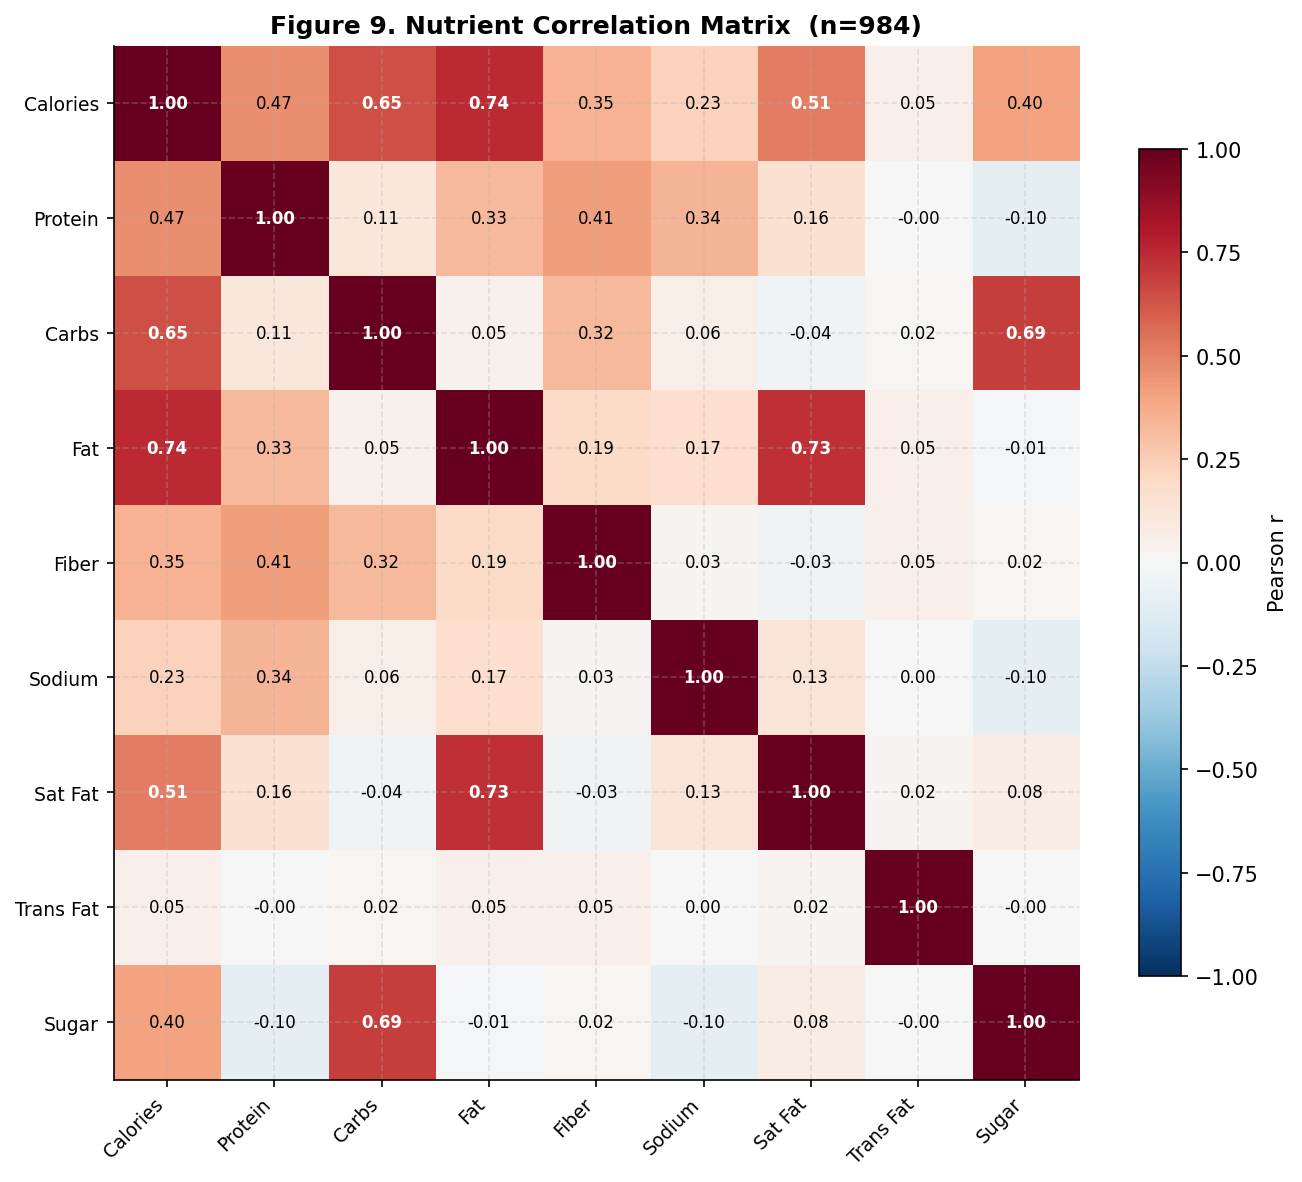 Figure 9. Nutrient Correlation Matrix (n=984)
Calories 1.00 0.47 0.65 0.74 0.35 0.23 0.51 0.05 0.40
Protein 0.47 1.00 0.11 0.33 0.41 0.34 0.16 -0.00 -0.10
Carbs 0.65 0.11 1.00 0.05 0.32 0.06 -0.04 0.02 0.69
Fat 0.74 0.33 0.05 1.00 0.19 0.17 0.73 0.05 -0.01
Fiber 0.35 0.41 0.32 0.19 1.00 0.03 -0.03 0.05 0.02
Sodium 0.23 0.34 0.06 0.17 0.03 1.00 0.13 0.00 -0.10
Sat Fat 0.51 0.16 -0.04 0.73 -0.03 0.13 1.00 0.02 0.08
Trans Fat 0.05 -0.00 0.02 0.05 0.05 0.00 0.02 1.00 -0.00
Sugar 0.40 -0.10 0.69 -0.01 0.02 -0.10 0.08 -0.00 1.00
Calories Protein Carbs Fat Fiber Sodium Sat Fat Trans Fat Sugar
1.00
0.75
0.50
0.25
0.00
−0.25
−0.50
−0.75
−1.00
Pearson r